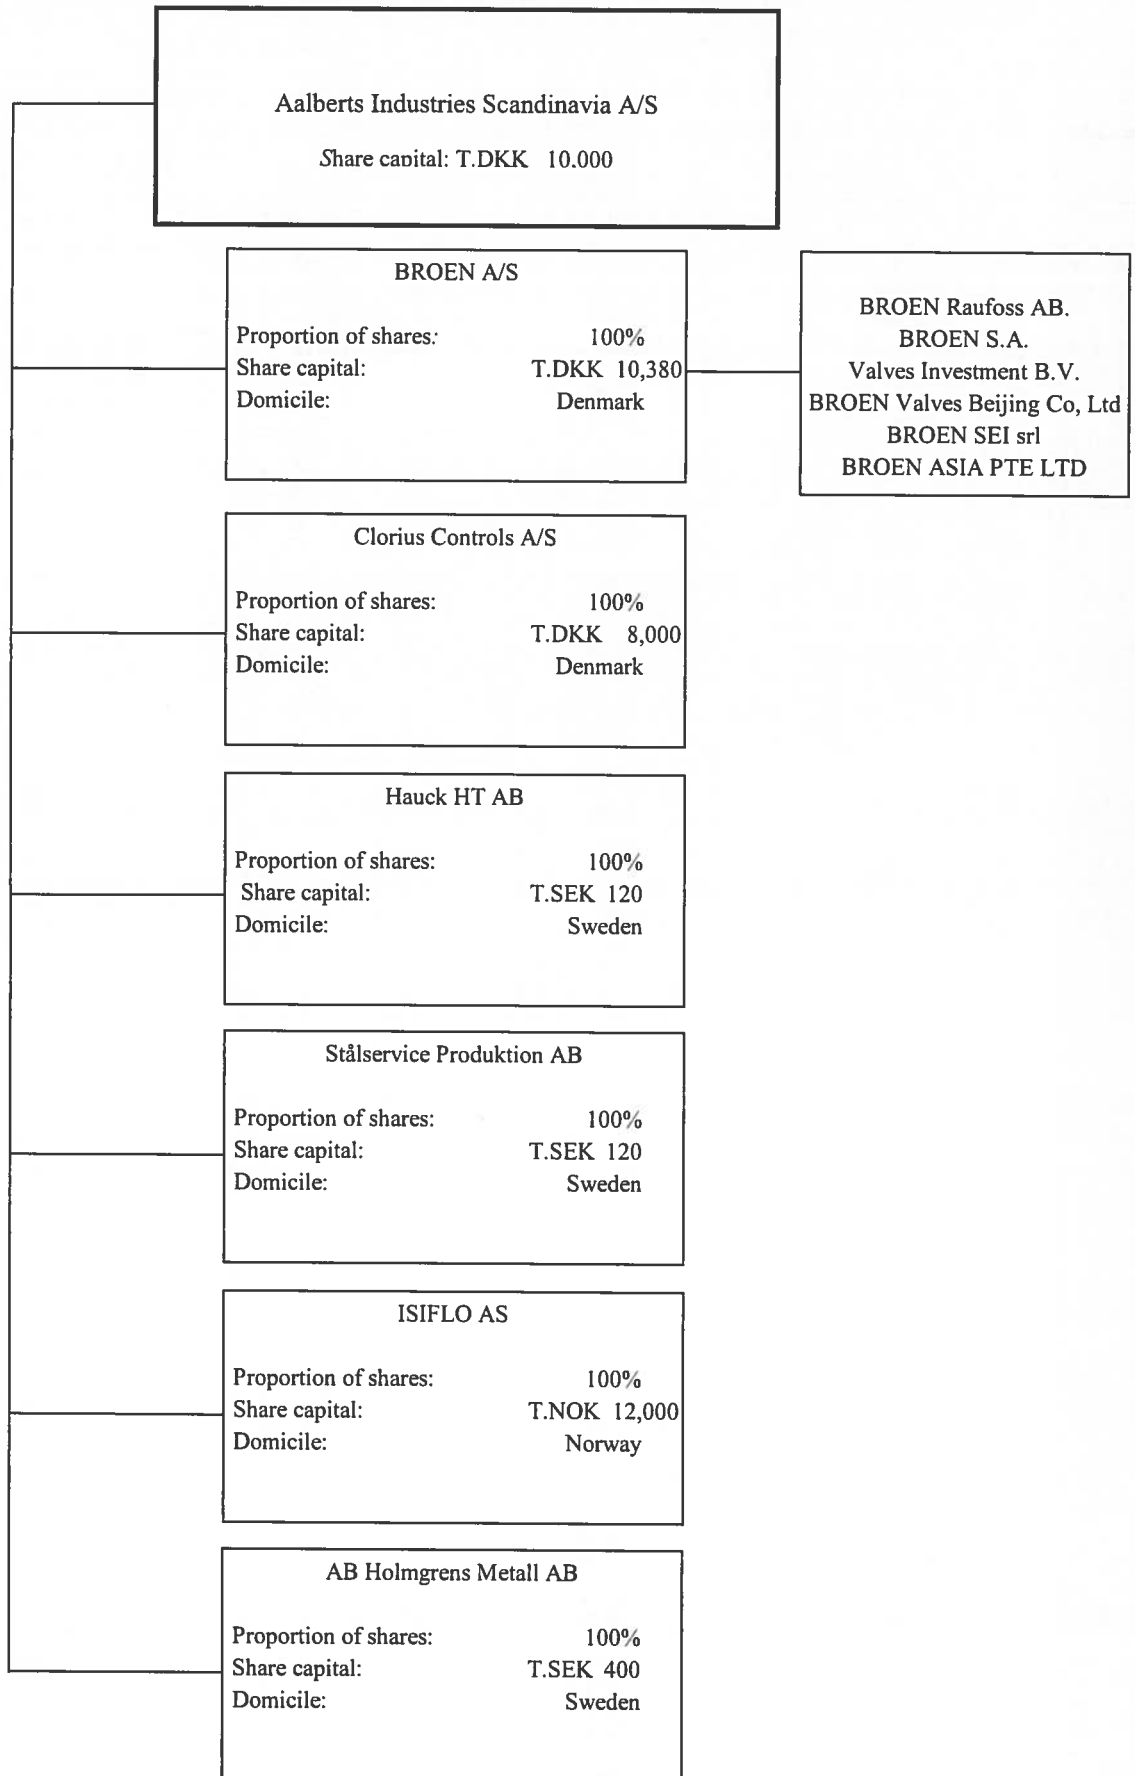 Aalberts Industries Scandinavia A/S
Share capital: T.DKK 10.000
BROEN A/S
Proportion of shares: 100%
Share capital: T.DKK 10,380
Domicile: Denmark
BROEN Raufoss AB.
BROEN S.A.
Valves Investment B.V.
BROEN Valves Beijing Co, Ltd
BROEN SEI srl
BROEN ASIA PTE LTD
Clorius Controls A/S
Proportion of shares: 100%
Share capital: T.DKK 8,000
Domicile: Denmark
Hauck HT AB
Proportion of shares: 100%
Share capital: T.SEK 120
Domicile: Sweden
Stålservice Produktion AB
Proportion of shares: 100%
Share capital: T.SEK 120
Domicile: Sweden
ISIFLO AS
Proportion of shares: 100%
Share capital: T.NOK 12,000
Domicile: Norway
AB Holmgrens Metall AB
Proportion of shares: 100%
Share capital: T.SEK 400
Domicile: Sweden